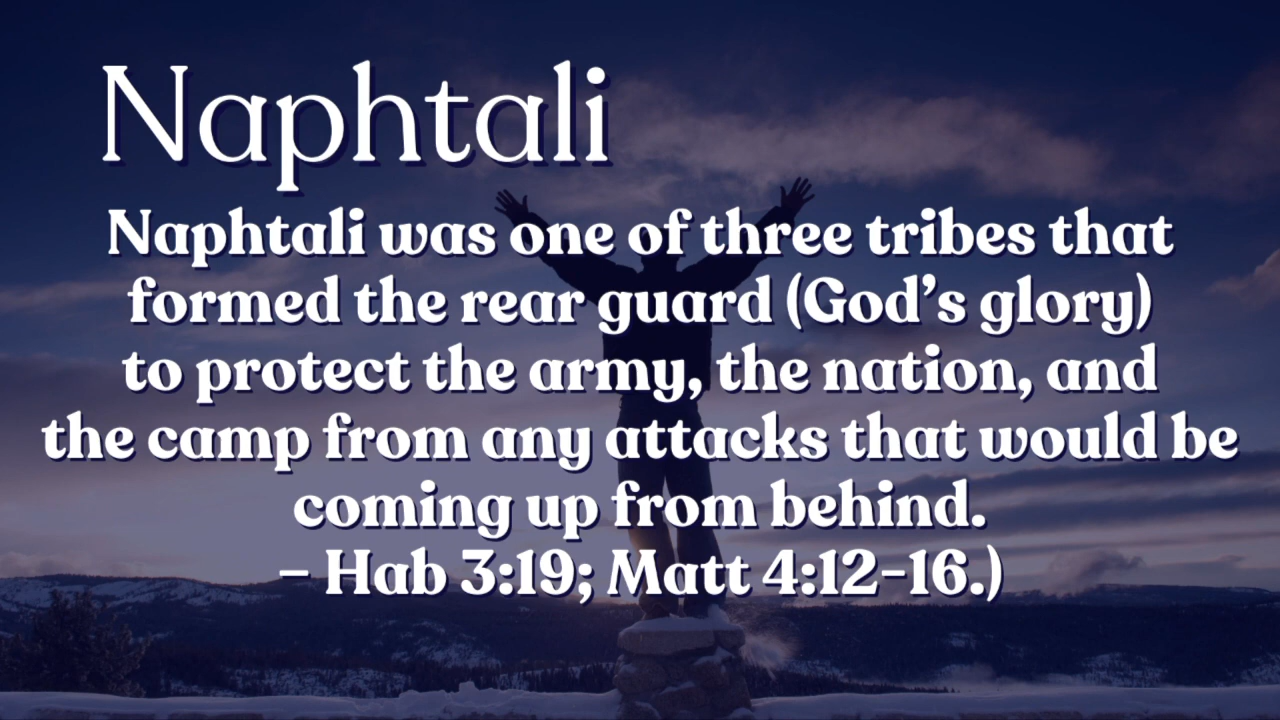 Naphtali
Naphtali was one of three tribes that
formed the rear guard (God’s glory)
to protect the army, the nation, and
the camp from any attacks that would be
coming up from behind.
– Hab 3:19; Matt 4:12-16.)